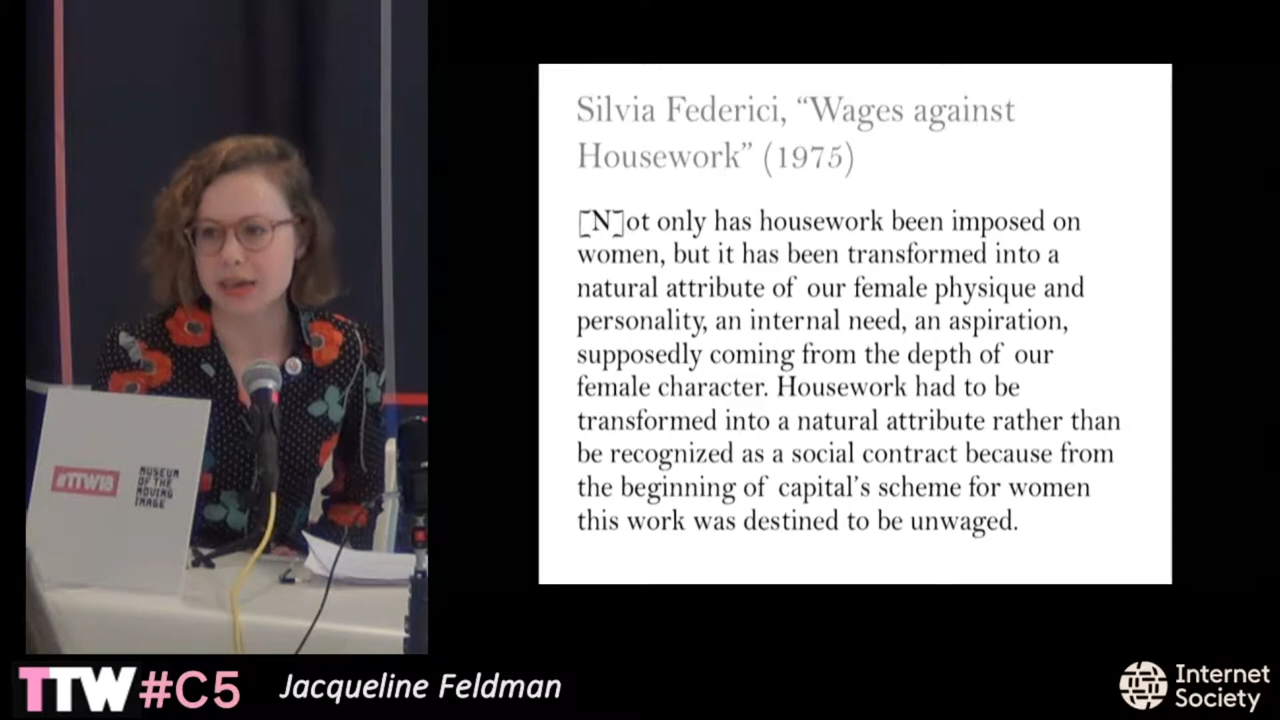 Silvia Federici, “Wages against
Housework” (1975)
[N]ot only has housework been imposed on
women, but it has been transformed into a
natural attribute of our female physique and
personality, an internal need, an aspiration,
supposedly coming from the depth of our
female character. Housework had to be
transformed into a natural attribute rather than
be recognized as a social contract because from
the beginning of capital’s scheme for women
this work was destined to be unwaged.
#TTW18
MUSEUM
OF THE
MOVING
IMAGE
TTW#C5
Jacqueline Feldman
Internet
Society